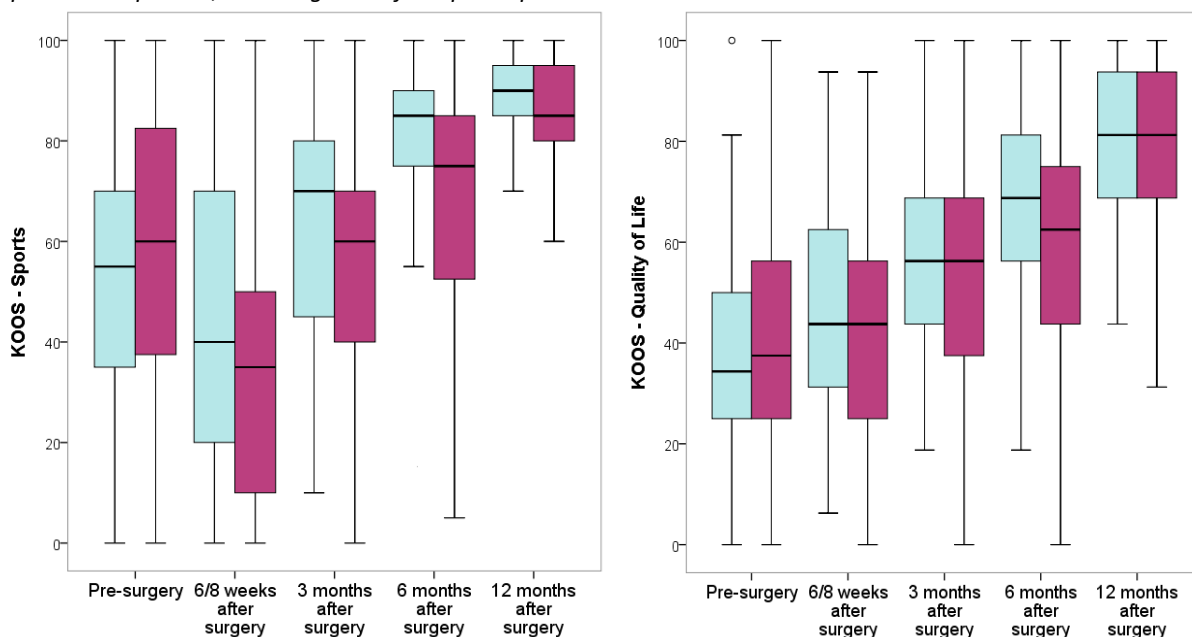 KOOS - Sports
100
80
60
40
20
0
Pre-surgery
6/8 weeks
after
surgery
3 months
after
surgery
6 months
after
surgery
12 months
after
surgery
KOOS - Quality of Life
100
80
60
40
20
0
Pre-surgery
6/8 weeks
after
surgery
3 months
after
surgery
6 months
after
surgery
12 months
after
surgery